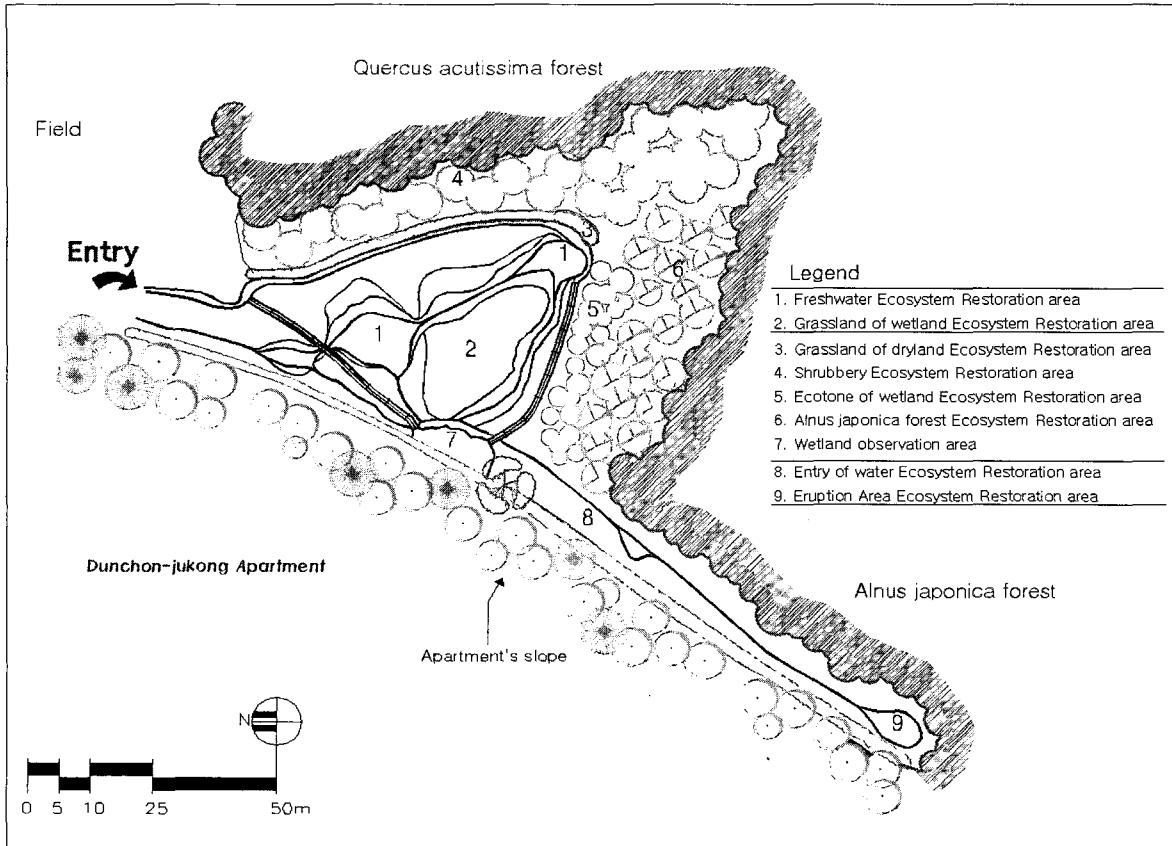 Quercus acutissima forest
Field
4
Entry
3
1
6
5
1
2
7
8
9
Legend
1. Freshwater Ecosystem Restoration area
2. Grassland of wetland Ecosystem Restoration area
3. Grassland of dryland Ecosystem Restoration area
4. Shrubbery Ecosystem Restoration area
5. Ecotone of wetland Ecosystem Restoration area
6. Alnus japonica forest Ecosystem Restoration area
7. Wetland observation area
8. Entry of water Ecosystem Restoration area
9. Eruption Area Ecosystem Restoration area
Dunchon-jukong Apartment
Alnus japonica forest
Apartment's slope
N
0 5 10 25 50m